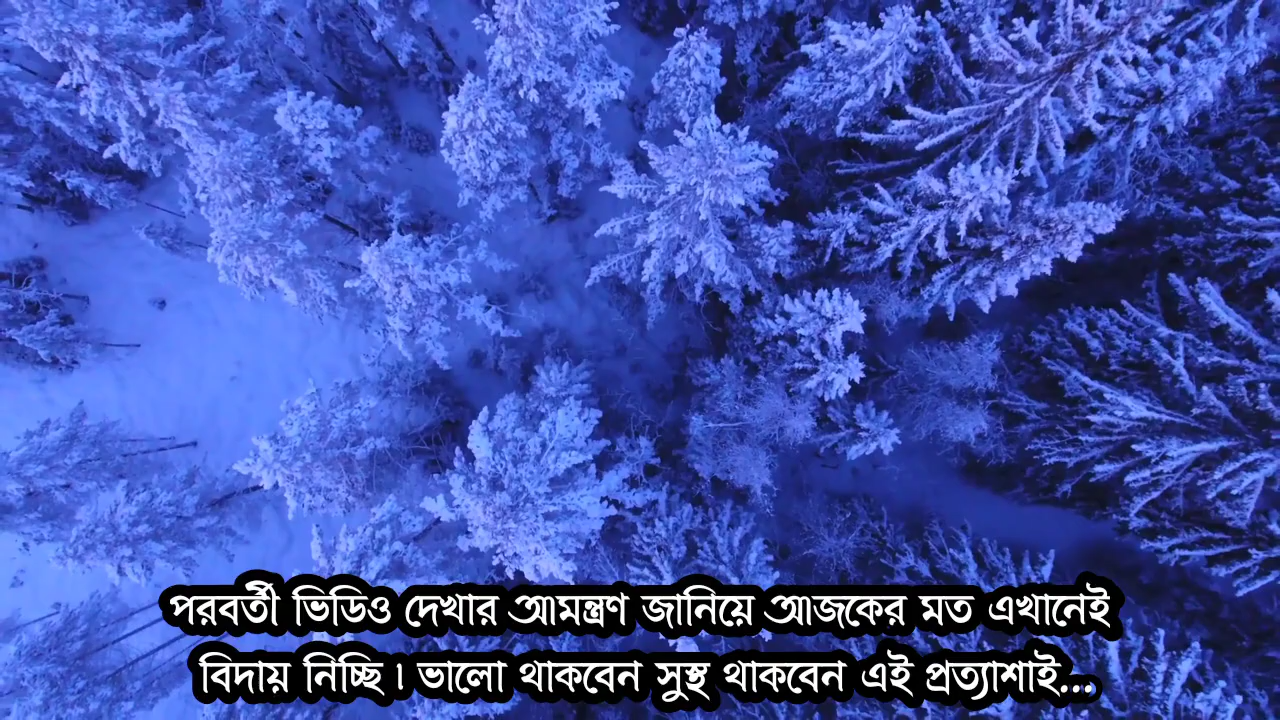 পরবর্তী ভিডিও দেখার আমন্ত্রণ জানিয়ে আজকের মত এখানেই
বিদায় নিচ্ছি। ভালো থাকবেন সুস্থ থাকবেন এই প্রত্যাশাই...